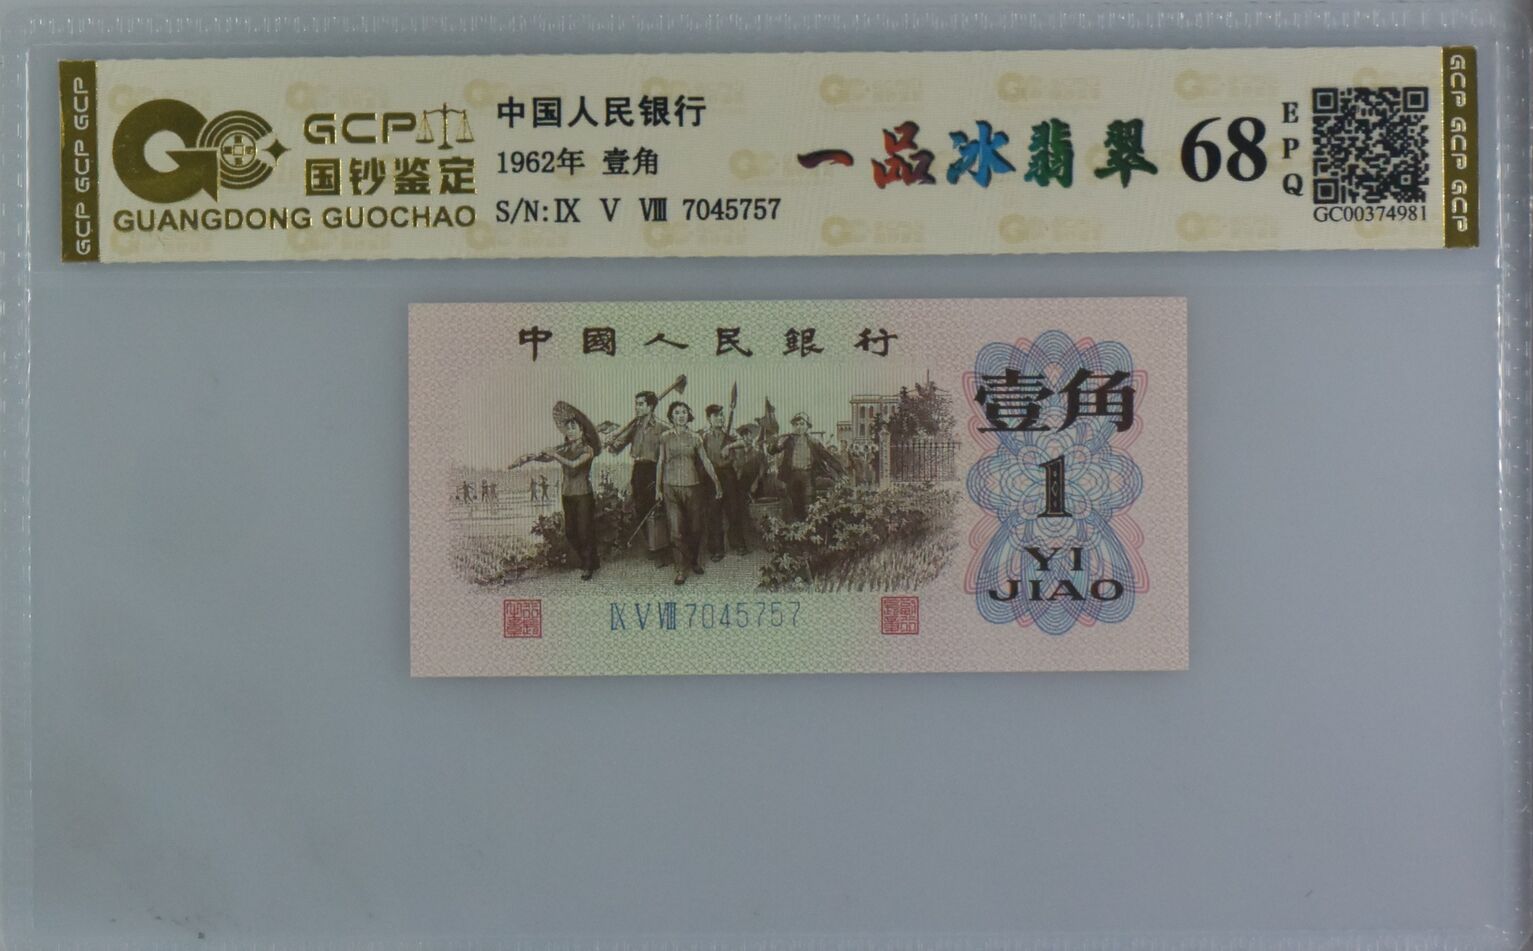 GCP GCP GCP
GCP
国钞鉴定
GUANGDONG GUOCHAO
中国人民银行
1962年 壹角
S/N: IX V VIII 7045757
一品冰翡翠
68
EPQ
GC00374981
GCP GCP GCP
中國人民銀行
壹角
1
YI
JIAO
IX V VIII 7045757